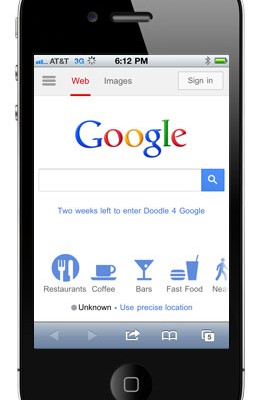 AT&T 3G 6:12 PM
Web Images Sign in
Google
Two weeks left to enter Doodle 4 Google
Restaurants Coffee Bars Fast Food Nea
Unknown - Use precise location
5